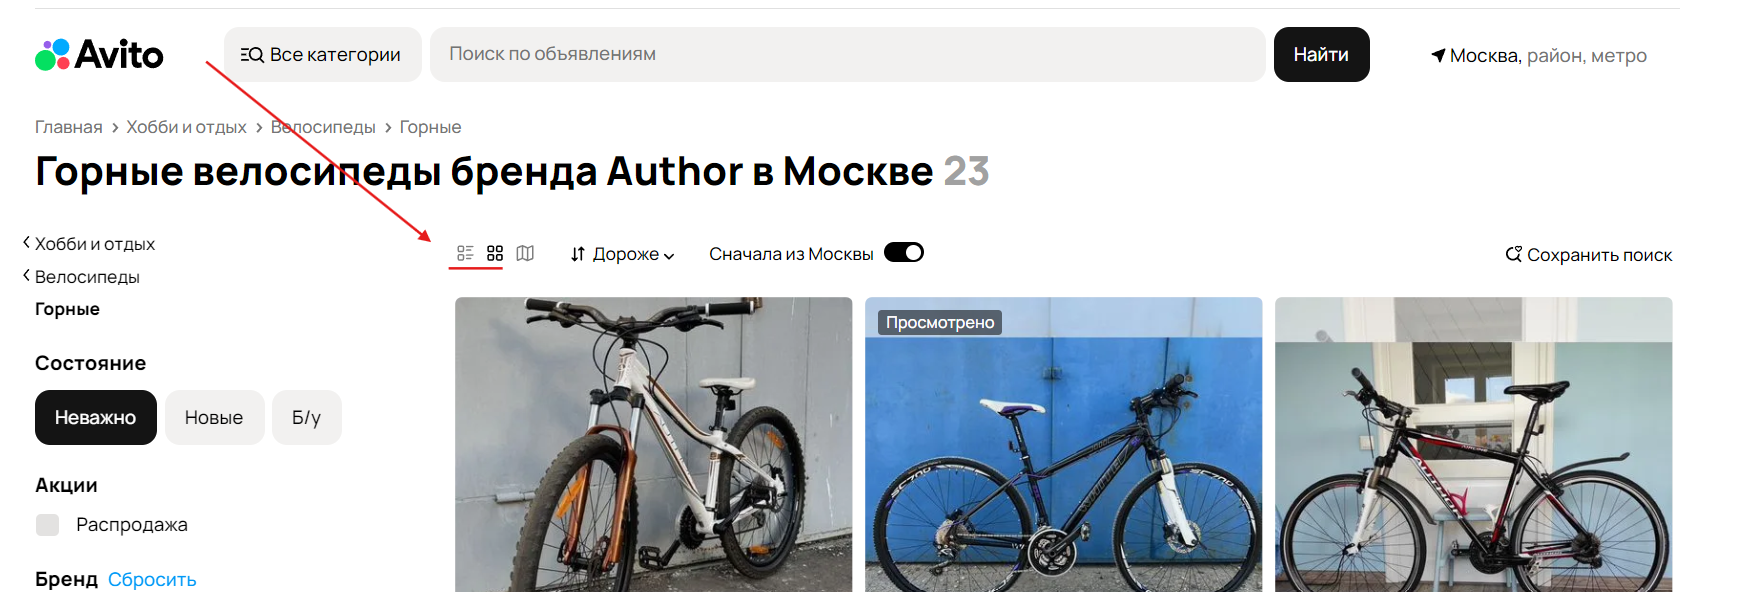 Avito
Все категории
Поиск по объявлениям
Найти
Москва, район, метро
Главная
Хобби и отдых
Велосипеды
Горные
Горные велосипеды бренда Author в Москве 23
Хобби и отдых
Велосипеды
Горные
Дороже
Сначала из Москвы
Сохранить поиск
Просмотрено
Состояние
Неважно
Новые
Б/у
Акции
Распродажа
Бренд Сбросить